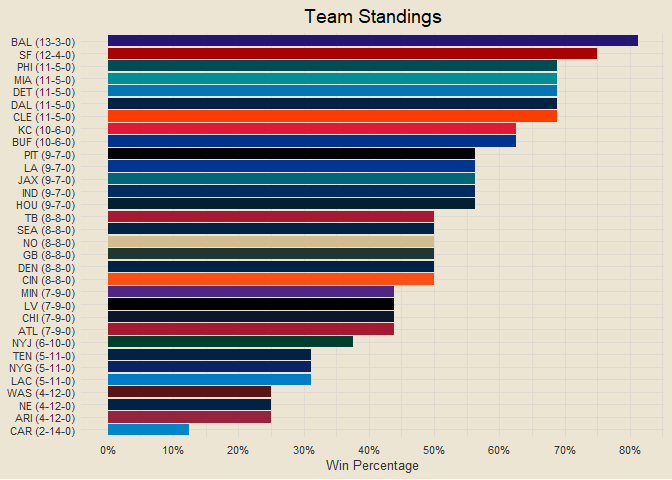 Team Standings
BAL (13-3-0)
SF (12-4-0)
PHI (11-5-0)
MIA (11-5-0)
DET (11-5-0)
DAL (11-5-0)
CLE (11-5-0)
KC (10-6-0)
BUF (10-6-0)
PIT (9-7-0)
LA (9-7-0)
JAX (9-7-0)
IND (9-7-0)
HOU (9-7-0)
TB (8-8-0)
SEA (8-8-0)
NO (8-8-0)
GB (8-8-0)
DEN (8-8-0)
CIN (8-8-0)
MIN (7-9-0)
LV (7-9-0)
CHI (7-9-0)
ATL (7-9-0)
NYJ (6-10-0)
TEN (5-11-0)
NYG (5-11-0)
LAC (5-11-0)
WAS (4-12-0)
NE (4-12-0)
ARI (4-12-0)
CAR (2-14-0)
0% 10% 20% 30% 40% 50% 60% 70% 80%
Win Percentage